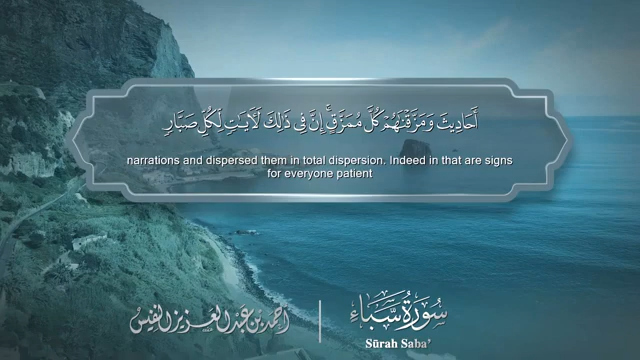 أَحَادِيثَ وَمَزَّقْنَٰهُمْ كُلَّ مُمَزَّقٍۚ إِنَّ فِى ذَٰلِكَ لَءَايَٰتٍ لِّكُلِّ صَبَّارٍ
narrations and dispersed them in total dispersion. Indeed in that are signs
for everyone patient
سُورَةُ سَبَإ
Sūrah Saba’
احمد بن عبد العزيز النفيس